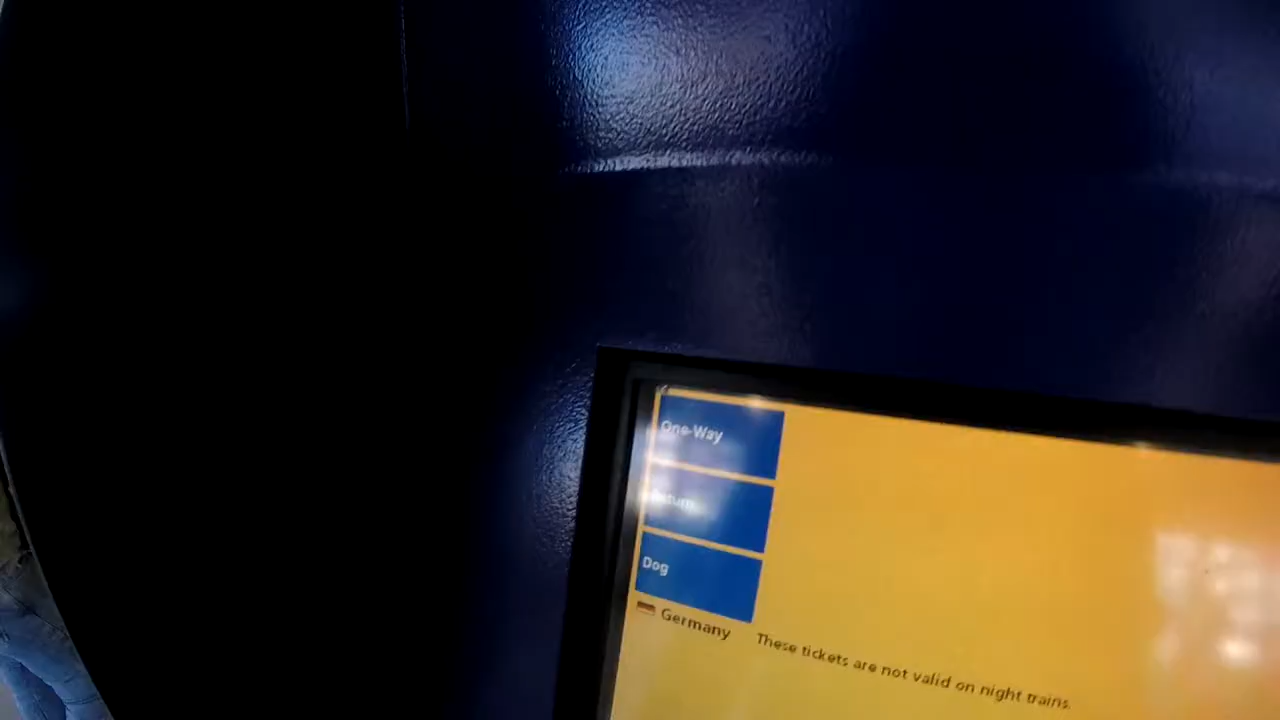 One-Way
Return
Dog
Germany
These tickets are not valid on night trains.